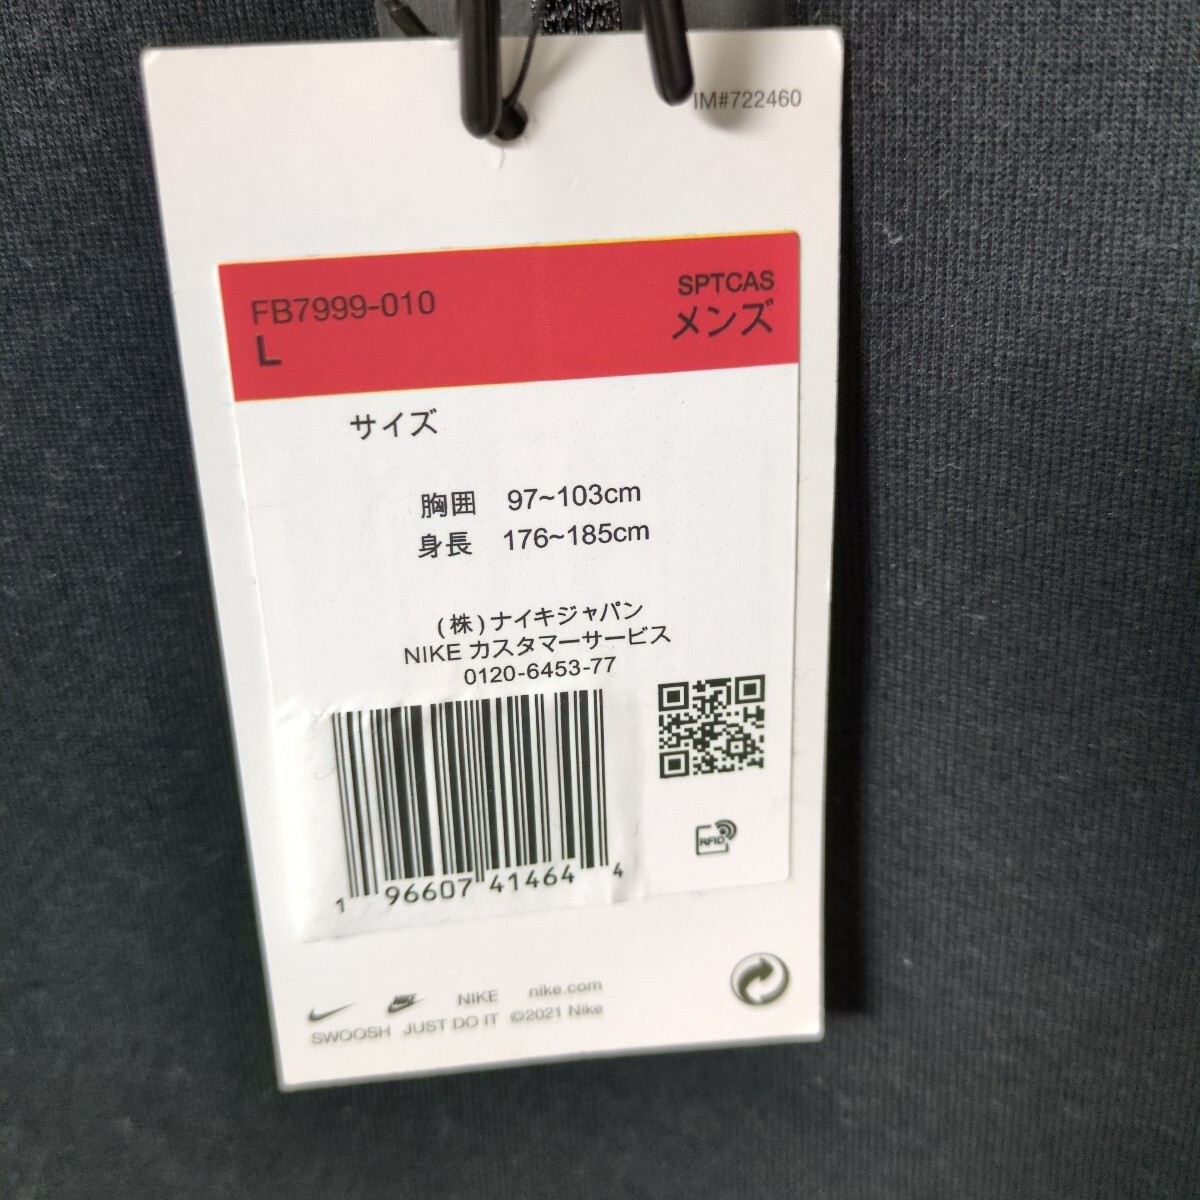 IM#722460
FB7999-010
L
SPTCAS
メンズ
サイズ
胸囲 97~103cm
身長 176~185cm
(株)ナイキジャパン
NIKE カスタマーサービス
0120-6453-77
1 96607 41464 4
RFID
NIKE nike.com
SWOOSH JUST DO IT ©2021 Nike